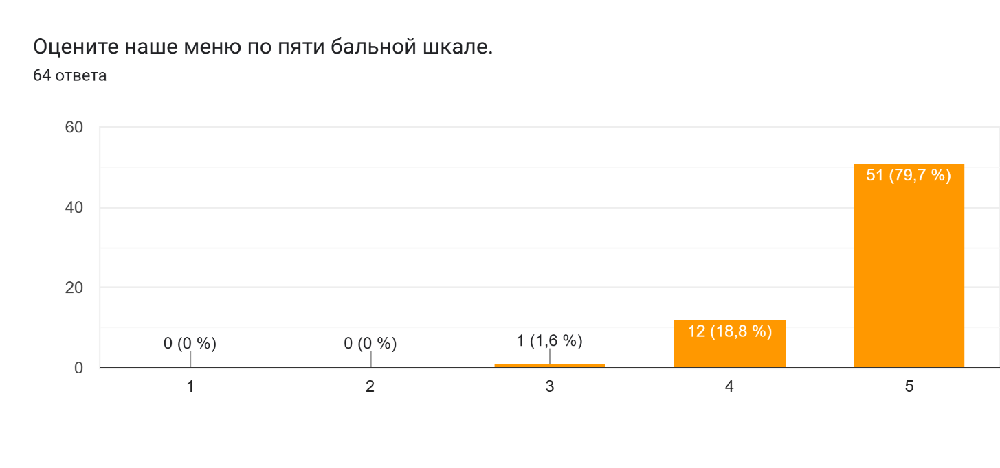 Оцените наше меню по пяти бальной шкале.
64 ответа
60
40
20
0
0 (0 %)
0 (0 %)
1 (1,6 %)
12 (18,8 %)
51 (79,7 %)
1
2
3
4
5